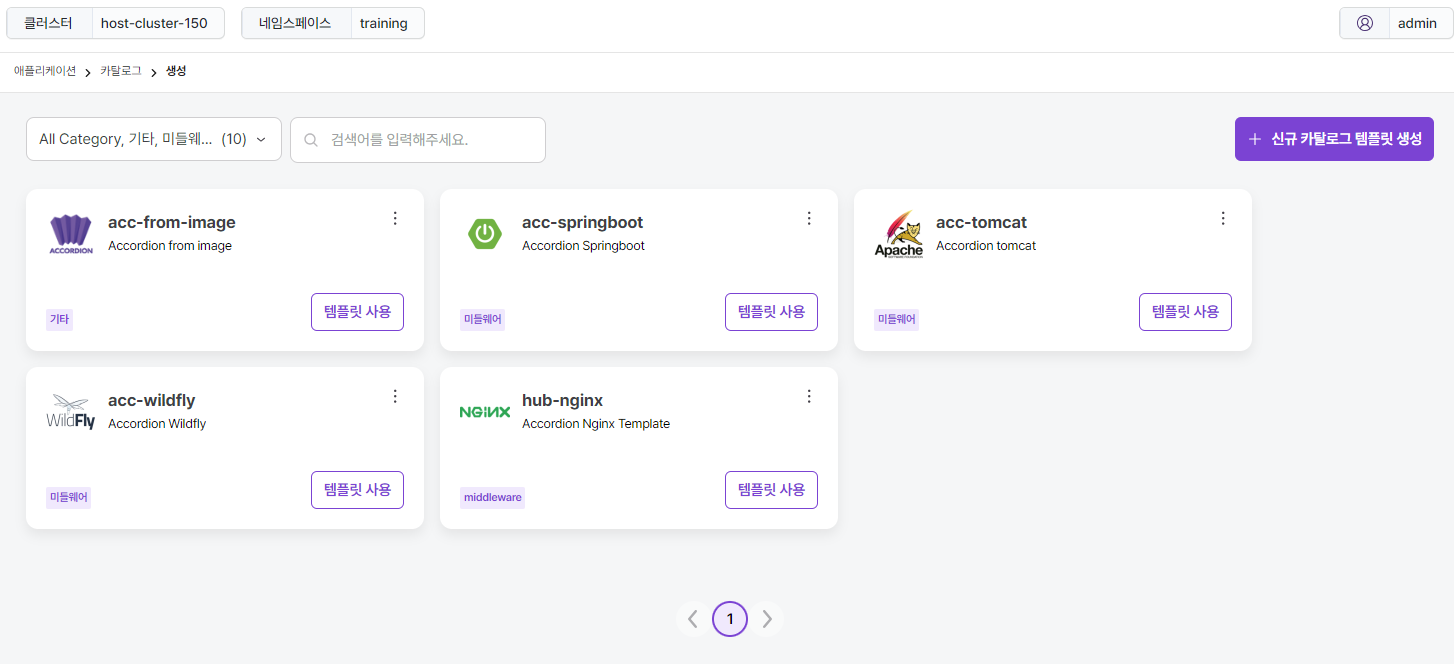 클러스터 host-cluster-150 네임스페이스 training admin
애플리케이션 카탈로그 생성
All Category, 기타, 미들웨... (10) 검색어를 입력해주세요. + 신규 카탈로그 템플릿 생성
ACCORDION
acc-from-image
Accordion from image
기타
템플릿 사용
acc-springboot
Accordion Springboot
미들웨어
템플릿 사용
Apache
acc-tomcat
Accordion tomcat
미들웨어
템플릿 사용
WildFly
acc-wildfly
Accordion Wildfly
미들웨어
템플릿 사용
NGINX
hub-nginx
Accordion Nginx Template
middleware
템플릿 사용
1